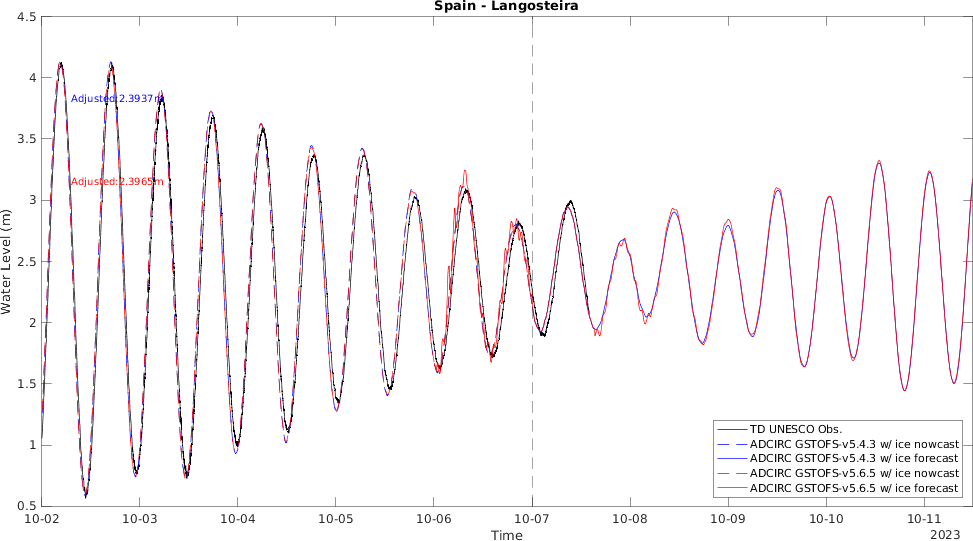 Spain - Langosteira
4.5
4
3.5
3
2.5
2
1.5
1
0.5
Water Level (m)
Adjusted:2.3937m
Adjusted:2.3965m
TD UNESCO Obs.
ADCIRC GSTOFS-v5.4.3 w/ ice nowcast
ADCIRC GSTOFS-v5.4.3 w/ ice forecast
ADCIRC GSTOFS-v5.6.5 w/ ice nowcast
ADCIRC GSTOFS-v5.6.5 w/ ice forecast
10-02 10-03 10-04 10-05 10-06 10-07 10-08 10-09 10-10 10-11
Time
2023